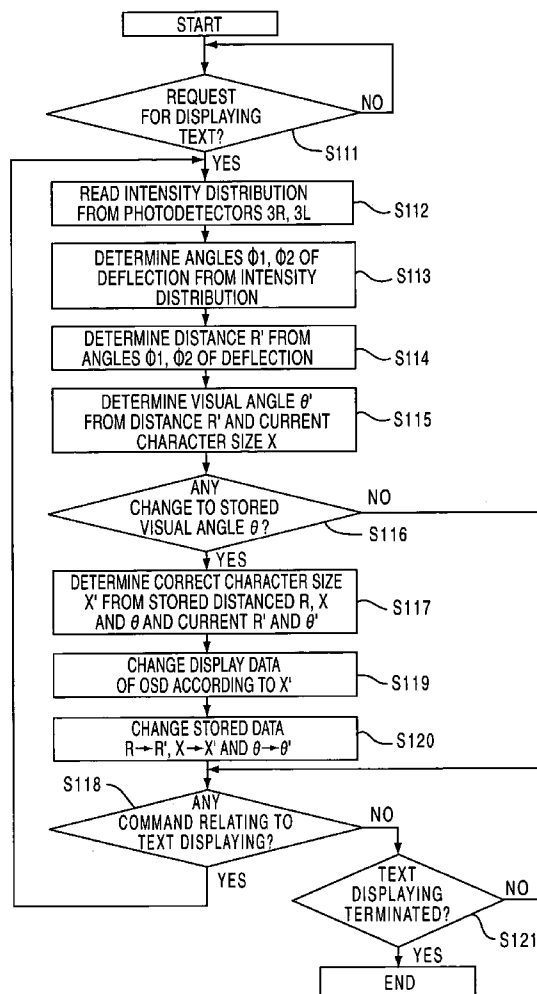 START
REQUEST
FOR DISPLAYING
TEXT?
NO
S111
YES
READ INTENSITY DISTRIBUTION
FROM PHOTODETECTORS 3R, 3L
S112
DETERMINE ANGLES Φ1, Φ2 OF
DEFLECTION FROM INTENSITY
DISTRIBUTION
S113
DETERMINE DISTANCE R' FROM
ANGLES Φ1, Φ2 OF DEFLECTION
S114
DETERMINE VISUAL ANGLE θ'
FROM DISTANCE R' AND CURRENT
CHARACTER SIZE X
S115
ANY
CHANGE TO STORED
VISUAL ANGLE θ?
NO
S116
YES
DETERMINE CORRECT CHARACTER SIZE
X' FROM STORED DISTANCED R, X
AND θ AND CURRENT R' AND θ'
S117
CHANGE DISPLAY DATA
OF OSD ACCORDING TO X'
S119
CHANGE STORED DATA
R→R', X→X' AND θ→θ'
S120
S118
ANY
COMMAND RELATING TO
TEXT DISPLAYING?
NO
YES
TEXT
DISPLAYING
TERMINATED?
NO
S121
YES
END